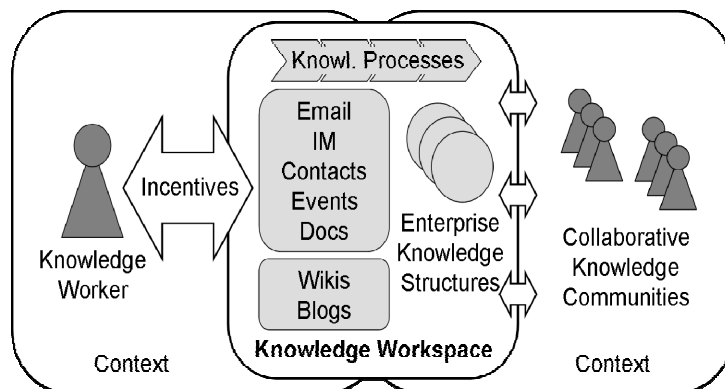 Knowl. Processes
Email
IM
Contacts
Events
Docs
Wikis
Blogs
Enterprise
Knowledge
Structures
Knowledge Workspace
Incentives
Knowledge
Worker
Context
Collaborative
Knowledge
Communities
Context